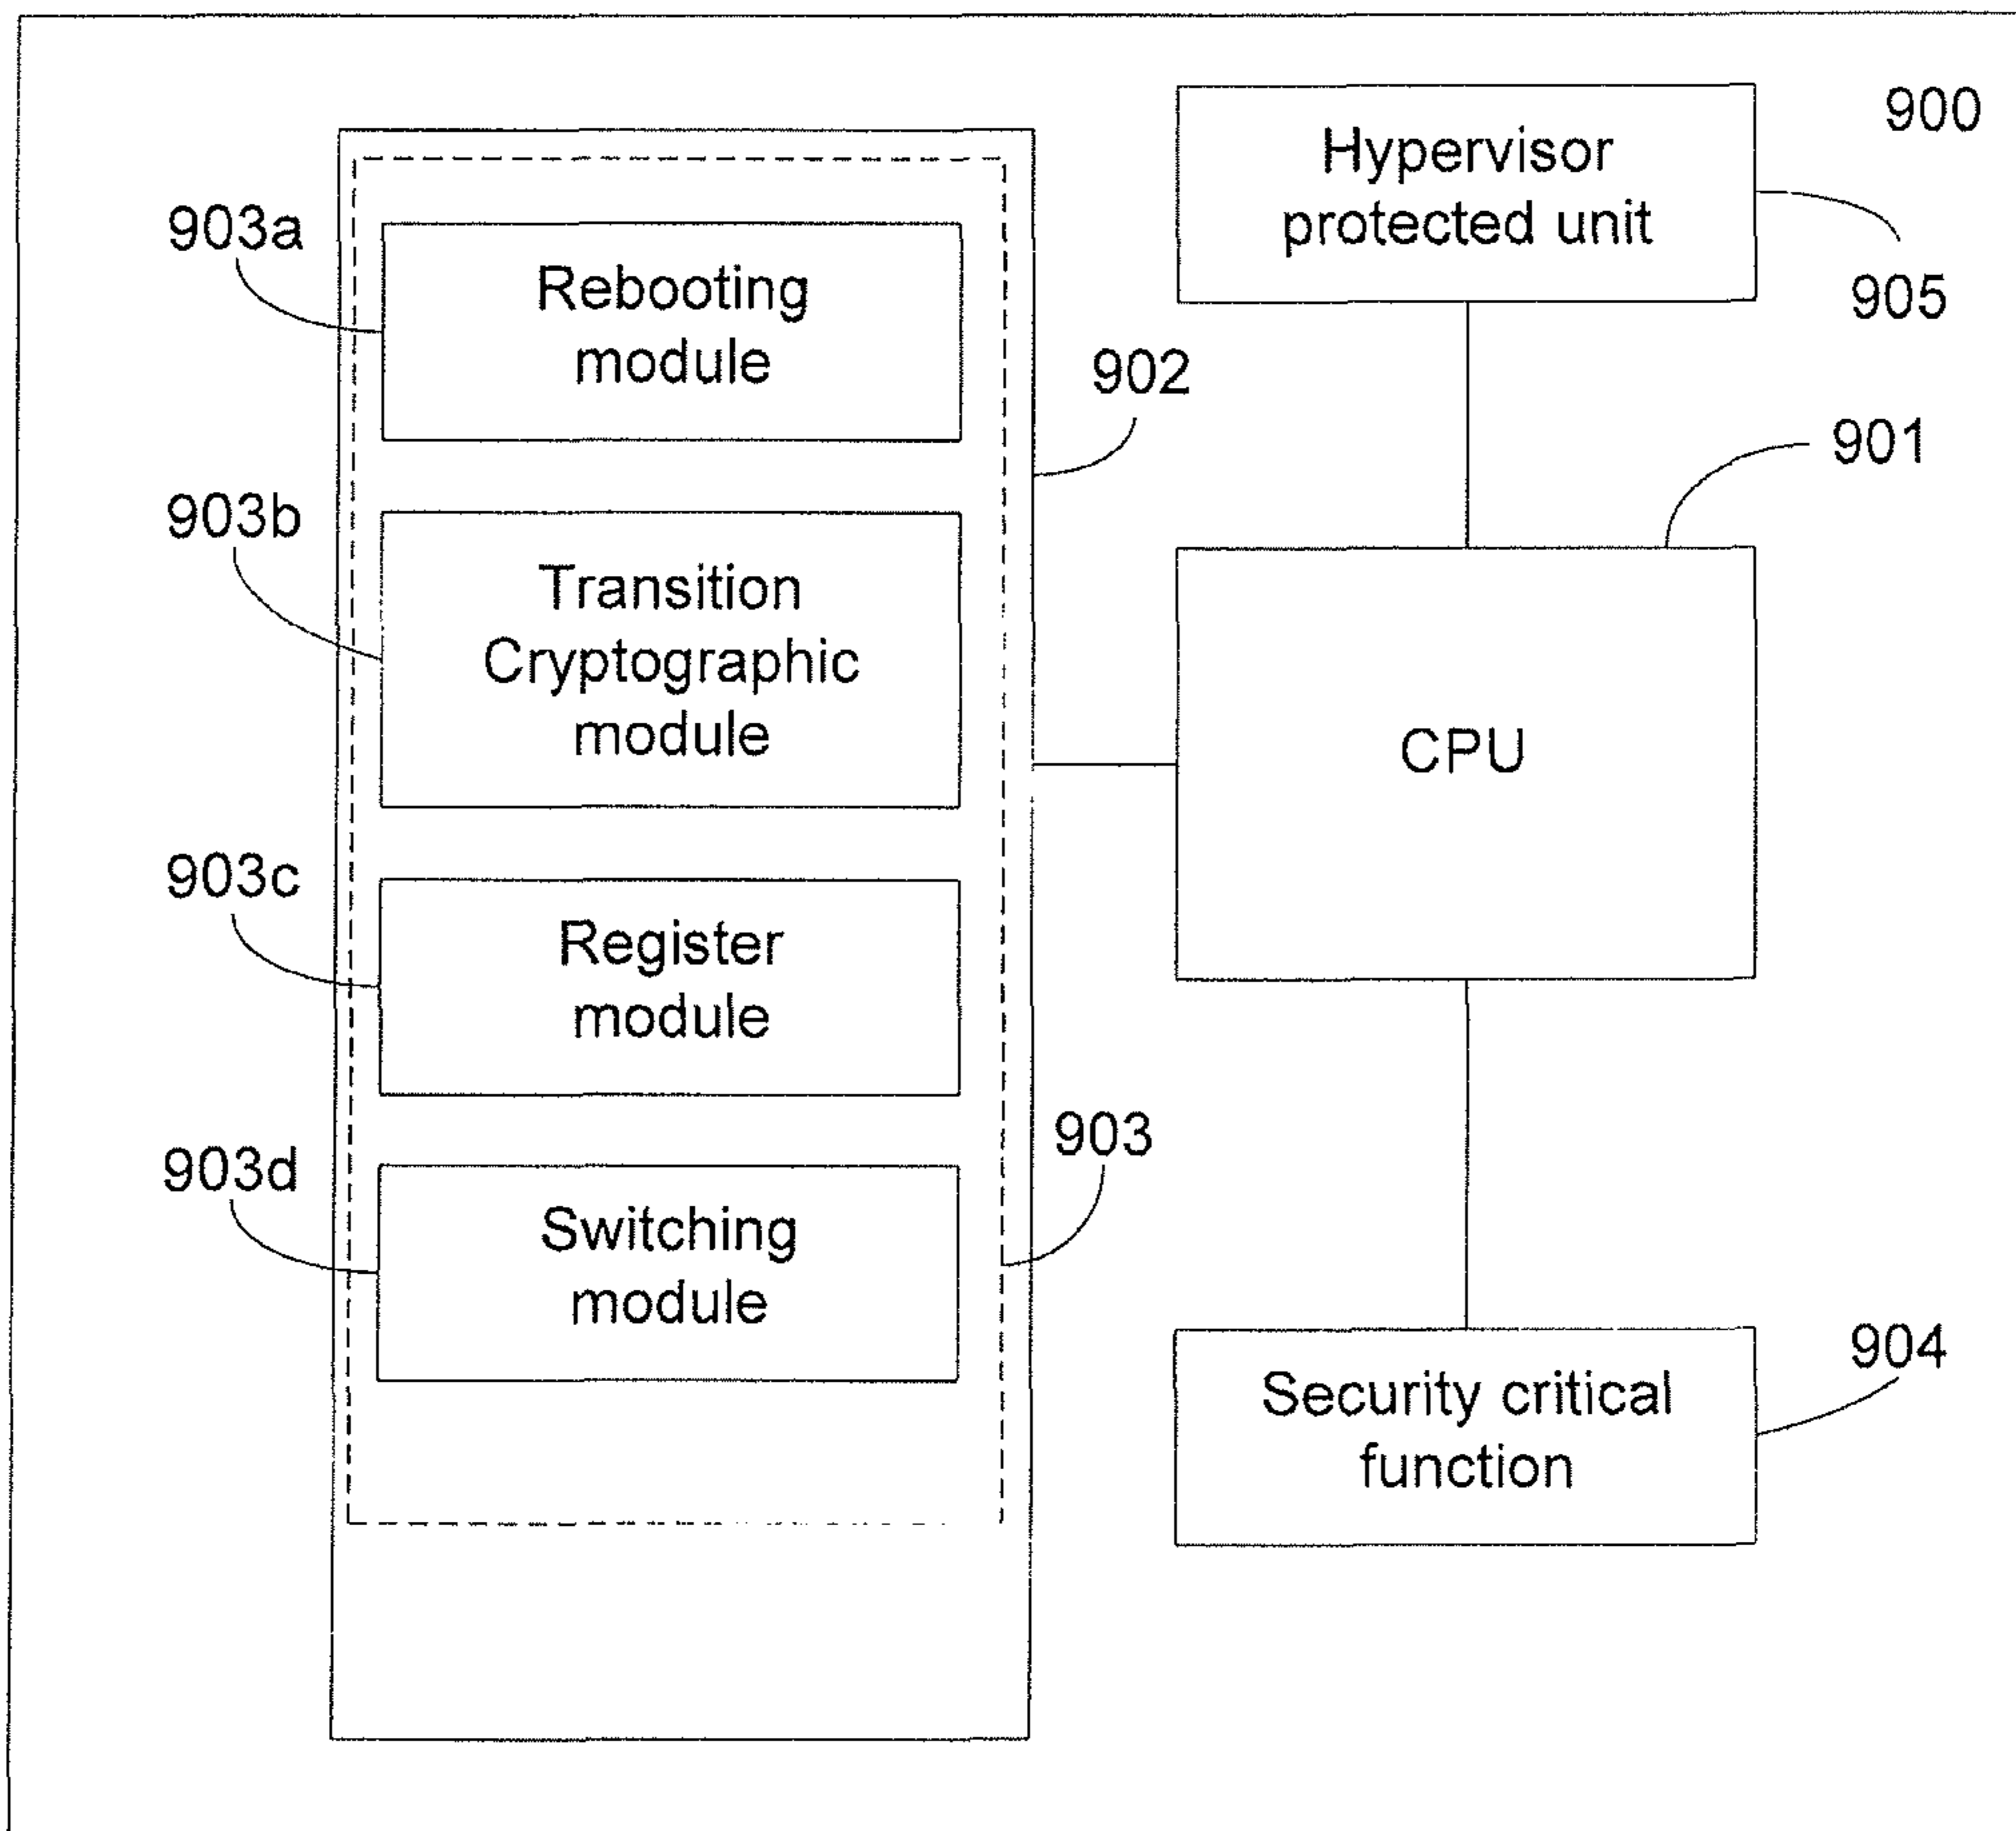 900
Hypervisor
protected unit
905
903a
Rebooting
module
902
901
903b
Transition
Cryptographic
module
CPU
903c
Register
module
903
903d
Switching
module
904
Security critical
function